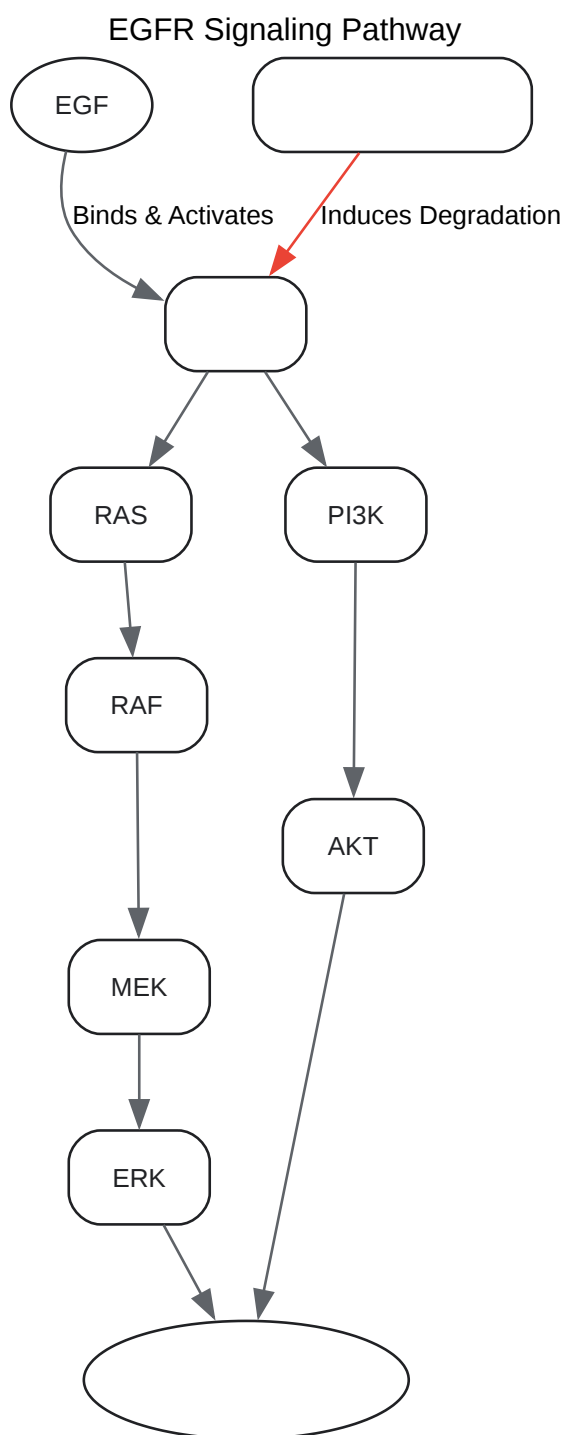 EGFR Signaling Pathway
EGF
Binds & Activates
Induces Degradation
RAS
PI3K
RAF
AKT
MEK
ERK